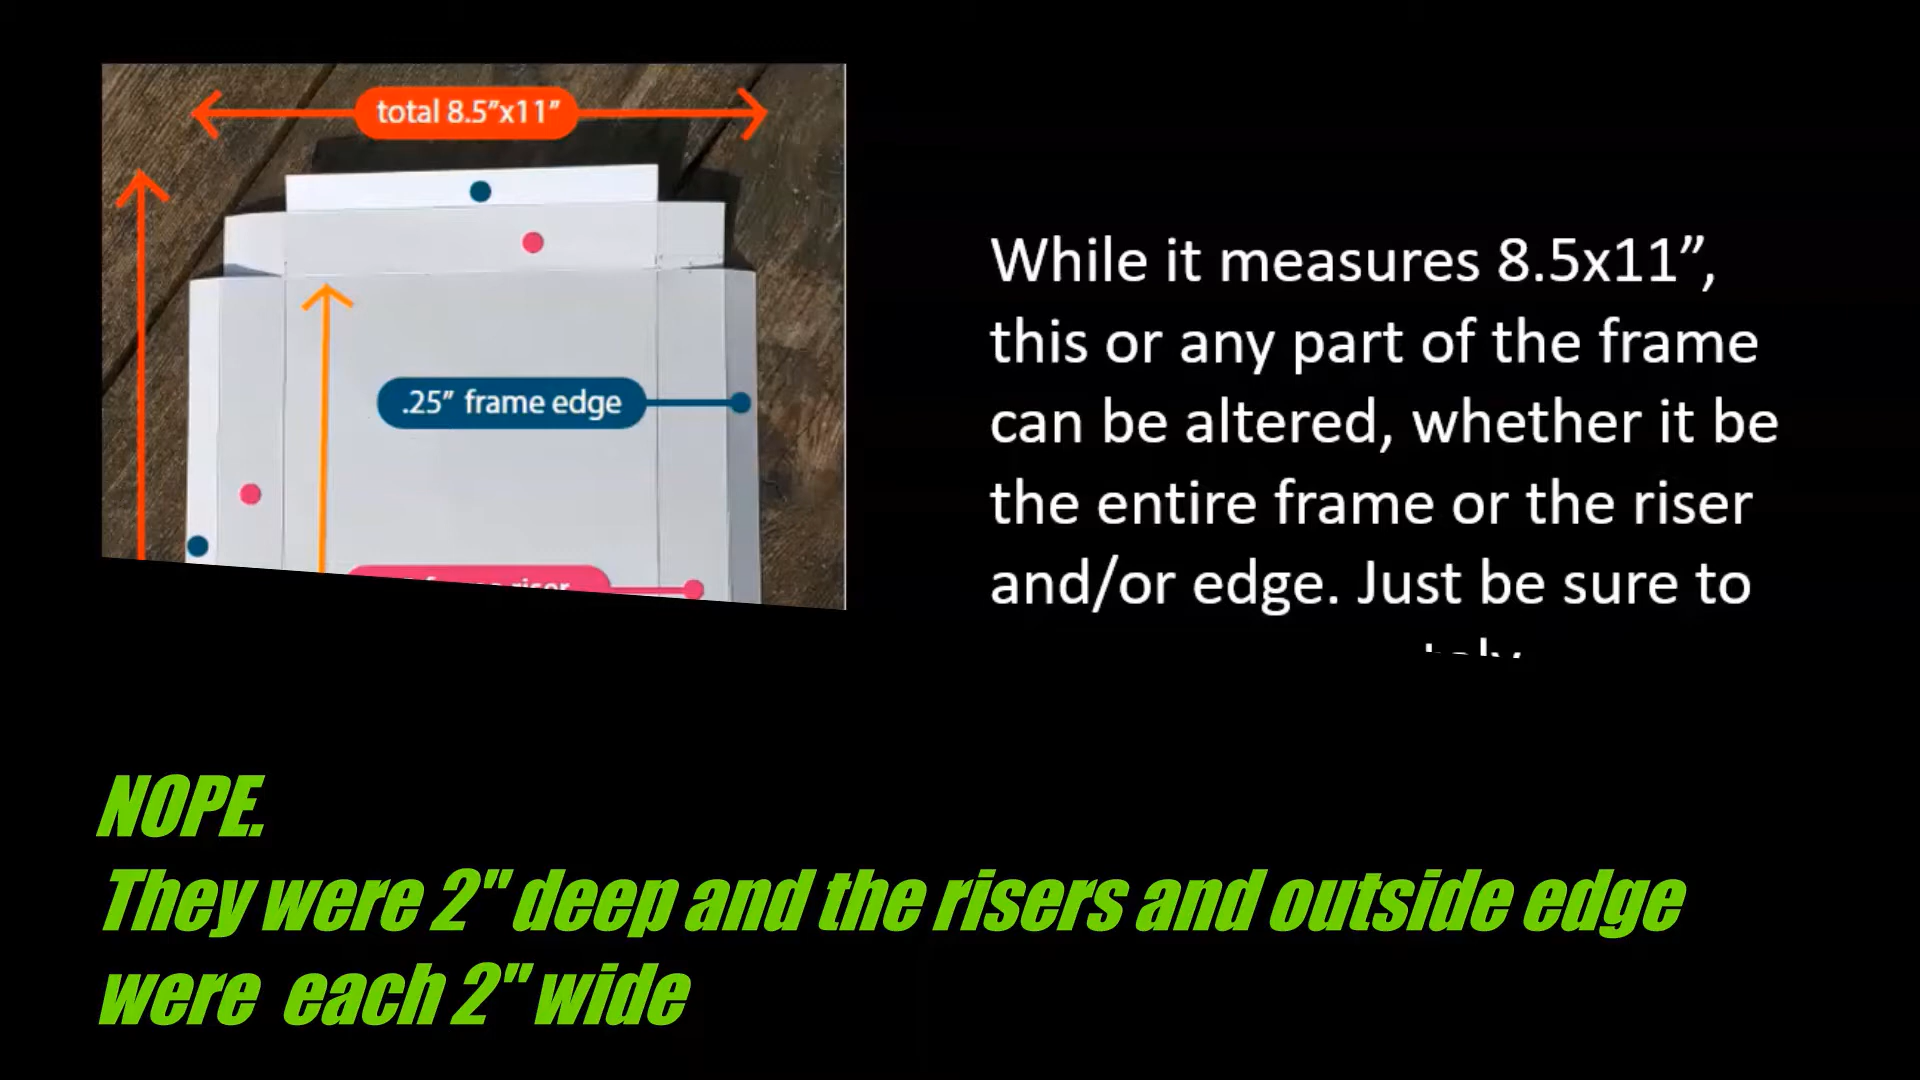 total 8.5”x11”
.25” frame edge
While it measures 8.5x11”,
this or any part of the frame
can be altered, whether it be
the entire frame or the riser
and/or edge. Just be sure to
NOPE.
They were 2" deep and the risers and outside edge
were each 2" wide